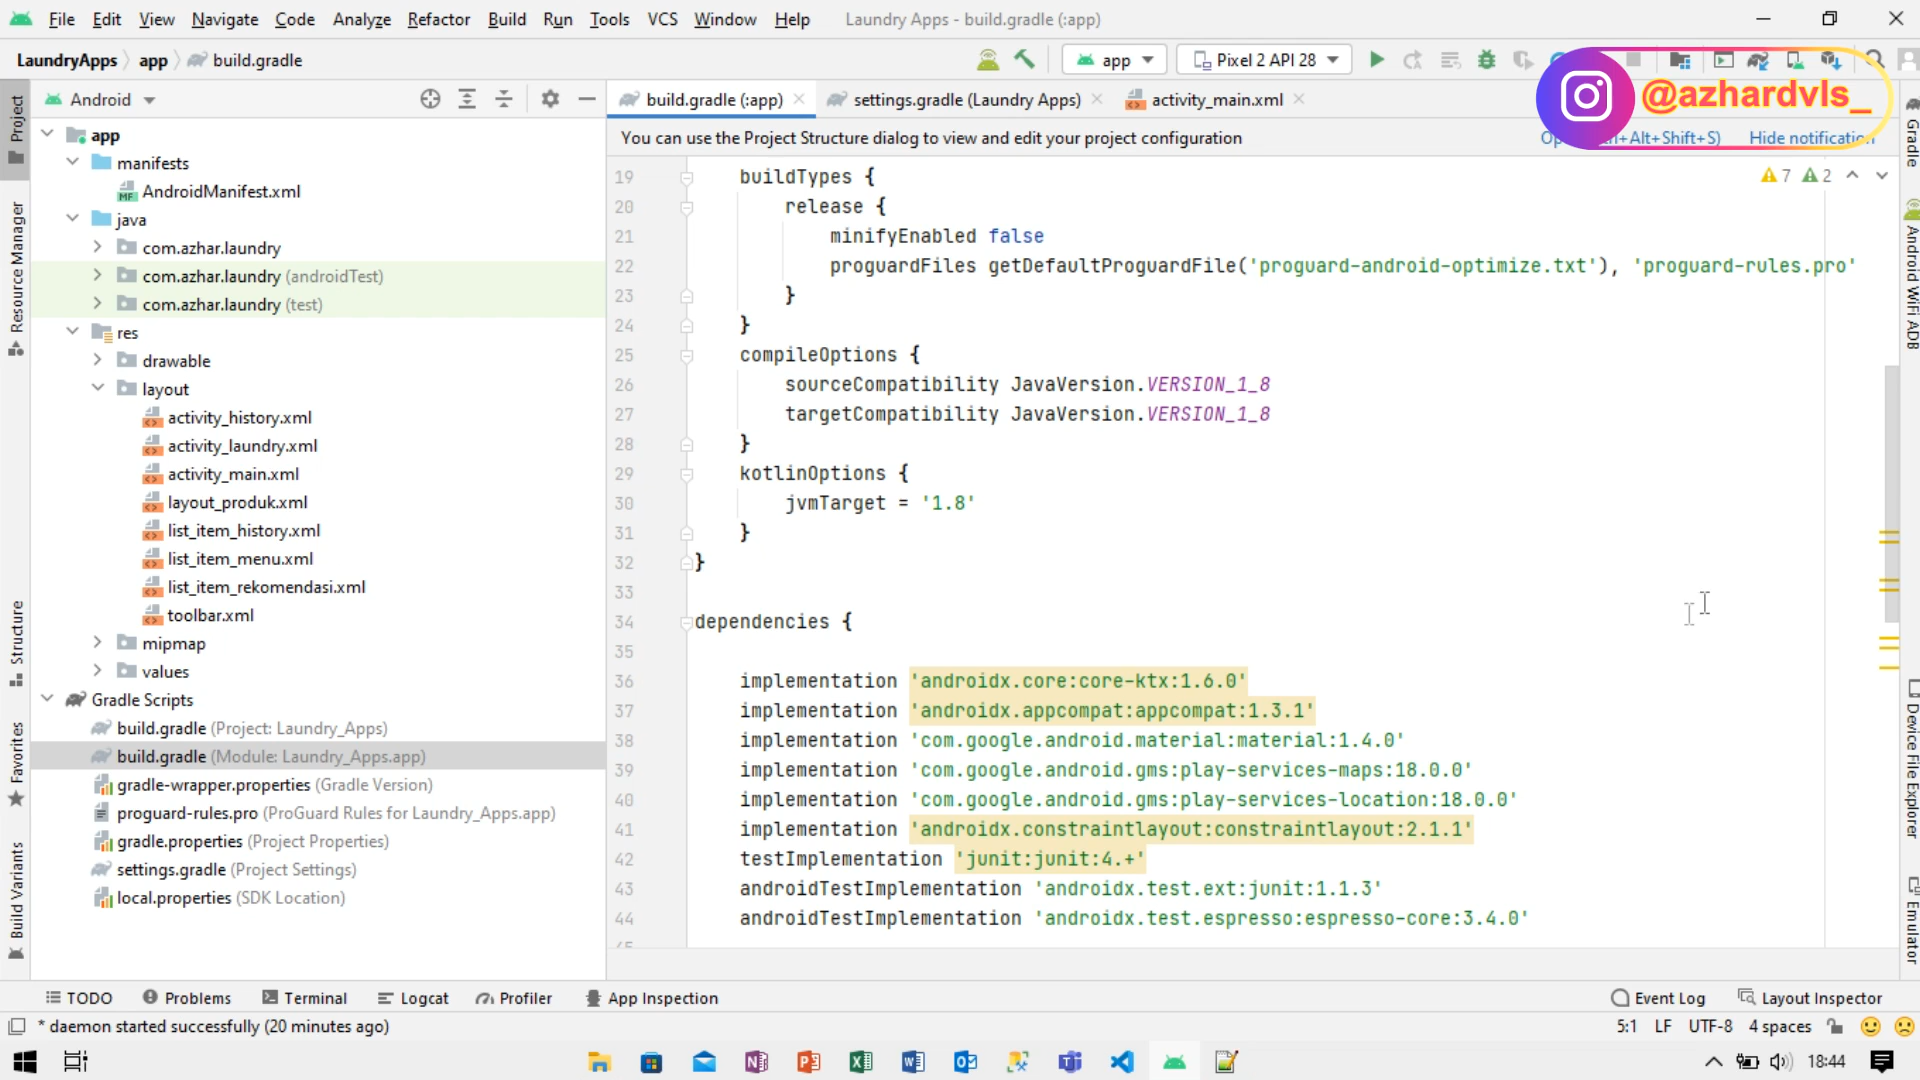 File Edit View Navigate Code Analyze Refactor Build Run Tools VCS Window Help Laundry Apps - build.gradle (:app)
LaundryApps app build.gradle
app Pixel 2 API 28
@azhardvls_
Project
Resource Manager
Structure
Favorites
Build Variants
Android
app
manifests
AndroidManifest.xml
java
com.azhar.laundry
com.azhar.laundry (androidTest)
com.azhar.laundry (test)
res
drawable
layout
activity_history.xml
activity_laundry.xml
activity_main.xml
layout_produk.xml
list_item_history.xml
list_item_menu.xml
list_item_rekomendasi.xml
toolbar.xml
mipmap
values
Gradle Scripts
build.gradle (Project: Laundry_Apps)
build.gradle (Module: Laundry_Apps.app)
gradle-wrapper.properties (Gradle Version)
proguard-rules.pro (ProGuard Rules for Laundry_Apps.app)
gradle.properties (Project Properties)
settings.gradle (Project Settings)
local.properties (SDK Location)
build.gradle (:app) settings.gradle (Laundry Apps) activity_main.xml
You can use the Project Structure dialog to view and edit your project configuration
+Alt+Shift+S) Hide notification
7 2
19 buildTypes {
20 release {
21 minifyEnabled false
22 proguardFiles getDefaultProguardFile('proguard-android-optimize.txt'), 'proguard-rules.pro'
23 }
24 }
25 compileOptions {
26 sourceCompatibility JavaVersion.VERSION_1_8
27 targetCompatibility JavaVersion.VERSION_1_8
28 }
29 kotlinOptions {
30 jvmTarget = '1.8'
31 }
32 }
33
34 dependencies {
35
36 implementation 'androidx.core:core-ktx:1.6.0'
37 implementation 'androidx.appcompat:appcompat:1.3.1'
38 implementation 'com.google.android.material:material:1.4.0'
39 implementation 'com.google.android.gms:play-services-maps:18.0.0'
40 implementation 'com.google.android.gms:play-services-location:18.0.0'
41 implementation 'androidx.constraintlayout:constraintlayout:2.1.1'
42 testImplementation 'junit:junit:4.+'
43 androidTestImplementation 'androidx.test.ext:junit:1.1.3'
44 androidTestImplementation 'androidx.test.espresso:espresso-core:3.4.0'
Gradle
Android WiFi ADB
Device File Explorer
Emulator
TODO Problems Terminal Logcat Profiler App Inspection Event Log Layout Inspector
* daemon started successfully (20 minutes ago) 5:1 LF UTF-8 4 spaces
18:44